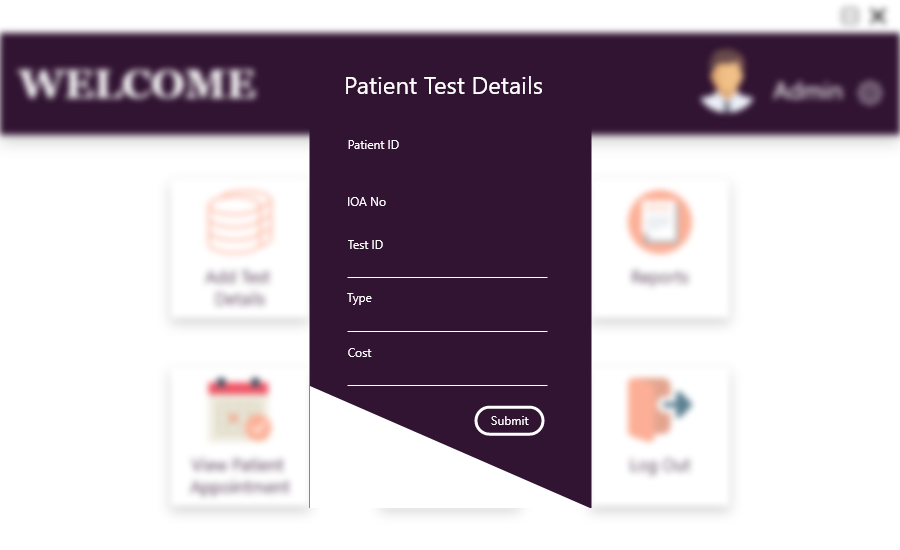 WELCOME
Patient Test Details
Admin
Patient ID
IOA No
Test ID
Add Test
Details
Reports
Type
Cost
Submit
View Patient
Appointment
Log Out